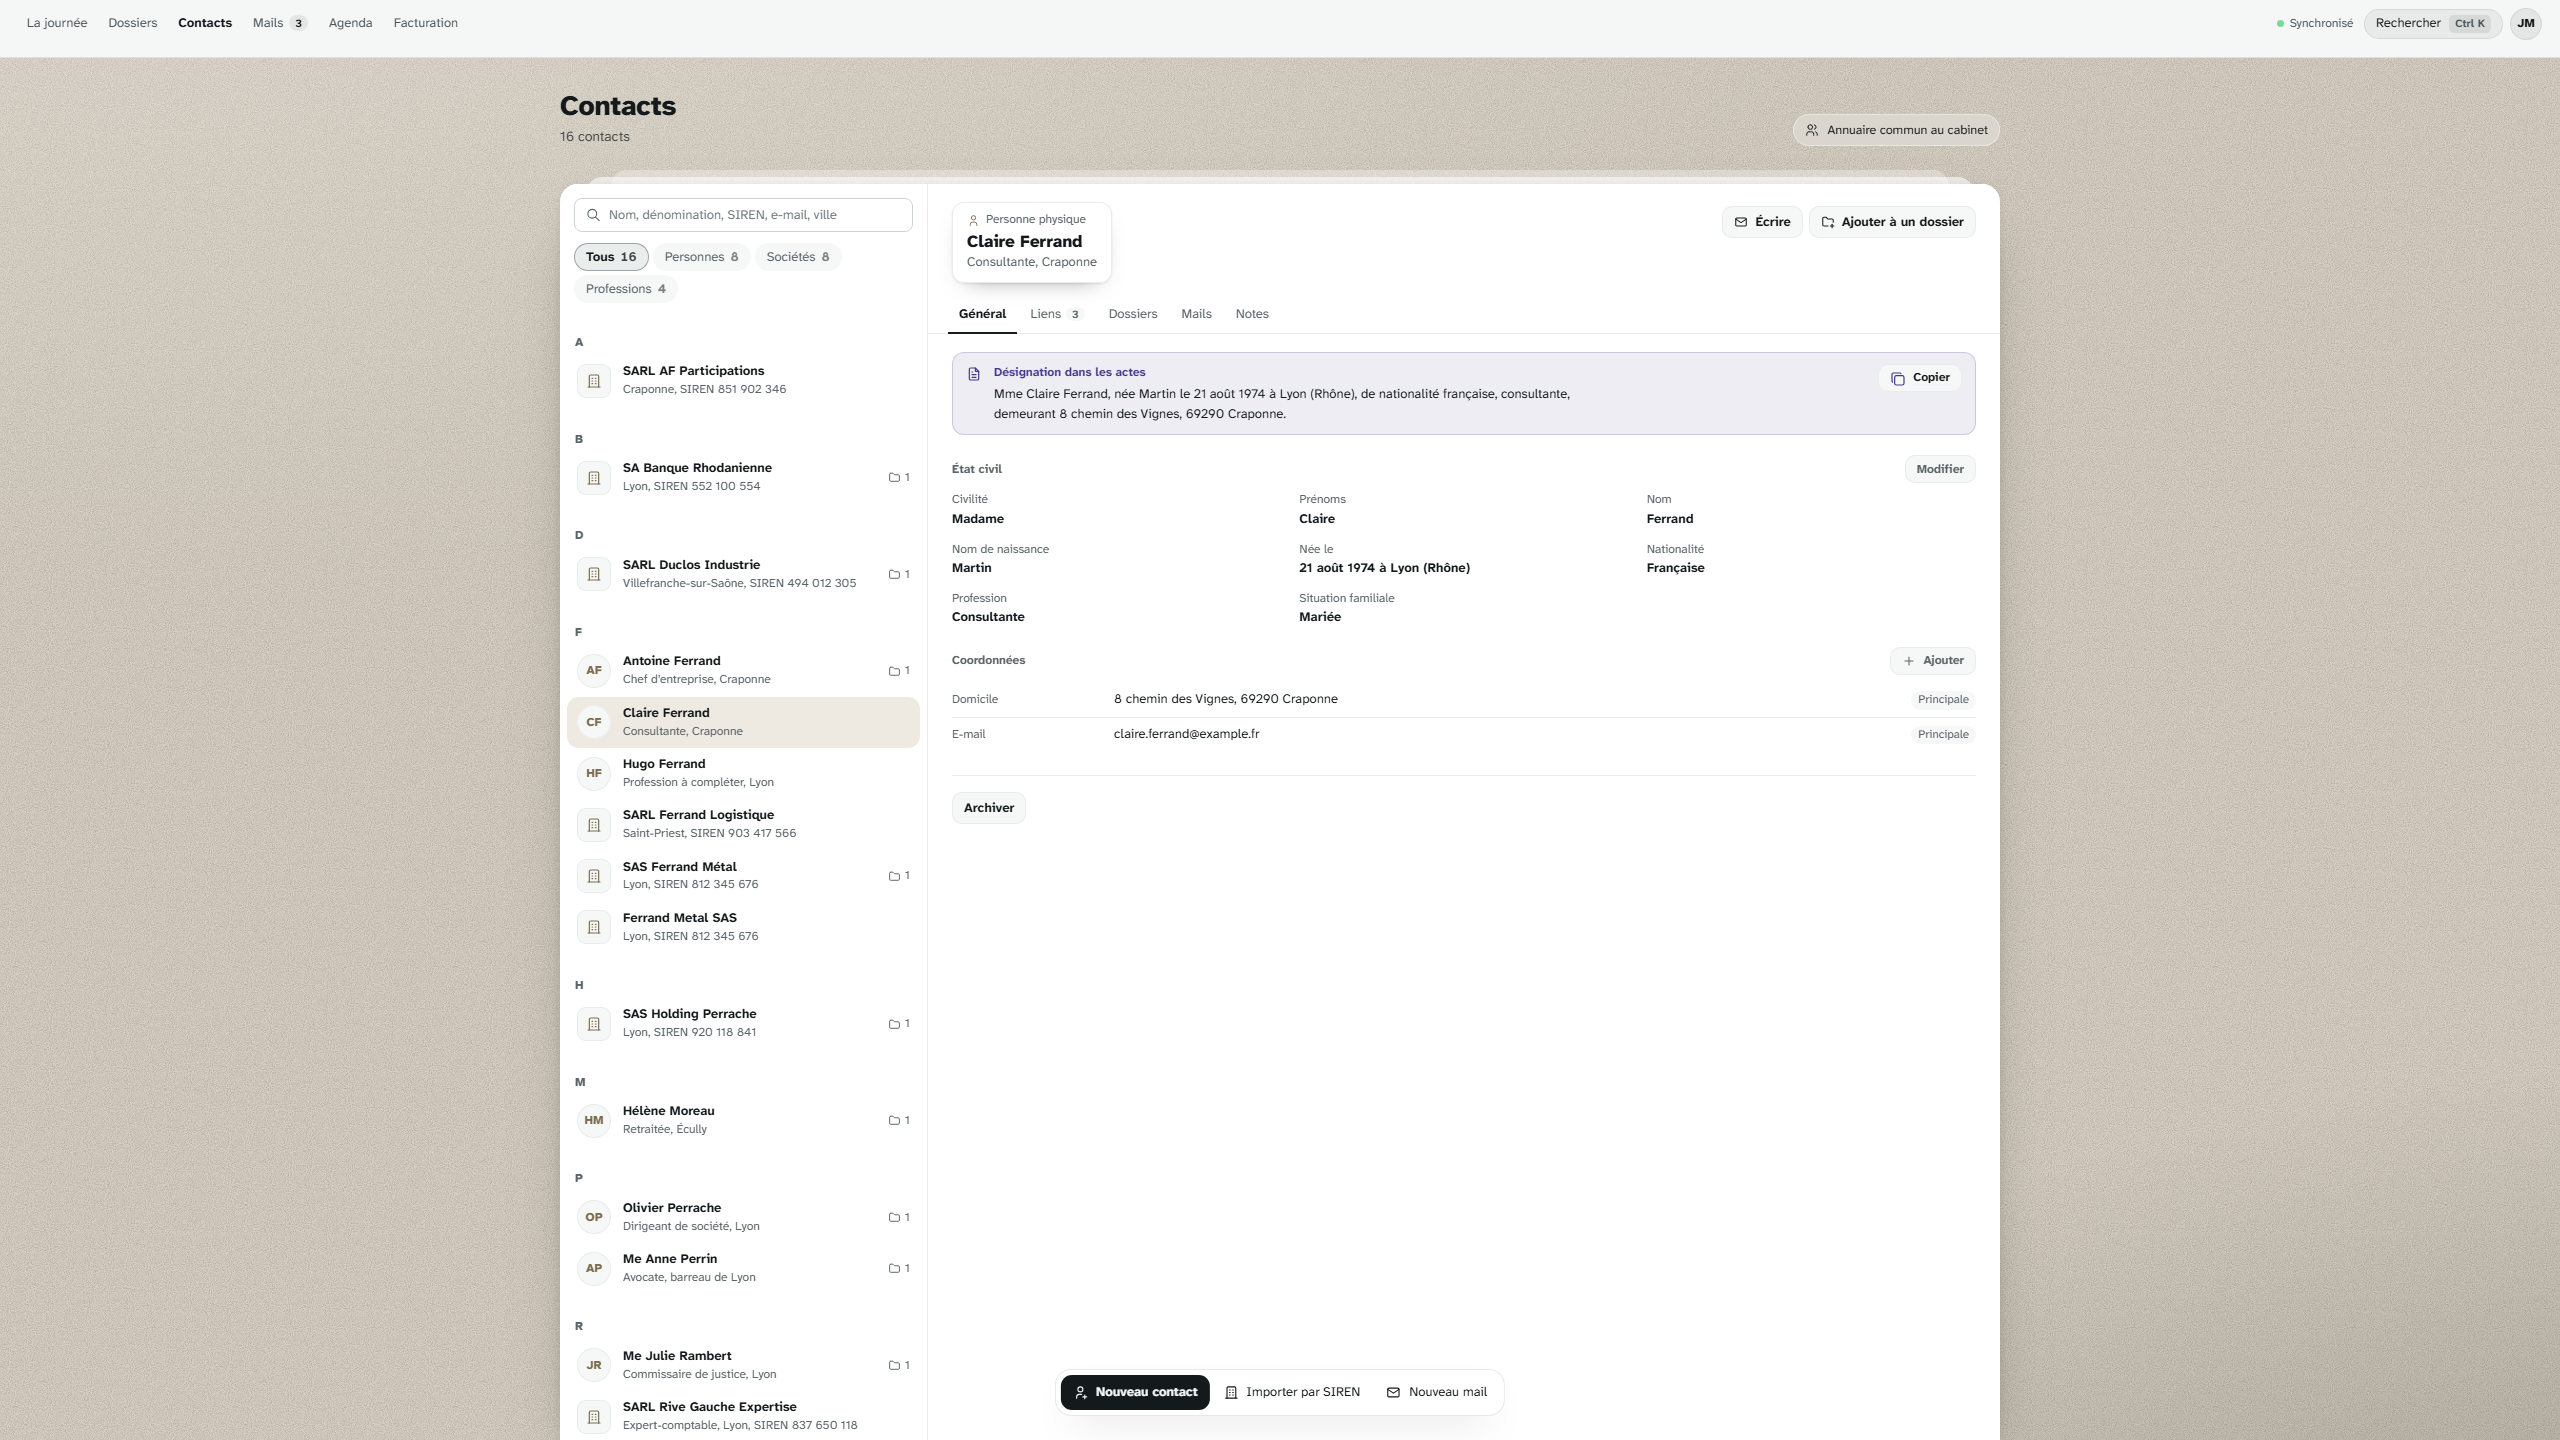 La journée Dossiers Contacts Mails 3 Agenda Facturation
Synchronisé Rechercher Ctrl K JM
Contacts
16 contacts
Annuaire commun au cabinet
Nom, dénomination, SIREN, e-mail, ville
Tous 16 Personnes 8 Sociétés 8
Professions 4
A
SARL AF Participations
Craponne, SIREN 851 902 346
B
SA Banque Rhodanienne
Lyon, SIREN 552 100 554
1
D
SARL Duclos Industrie
Villefranche-sur-Saône, SIREN 494 012 305
1
F
AF
Antoine Ferrand
Chef d'entreprise, Craponne
1
CF
Claire Ferrand
Consultante, Craponne
HF
Hugo Ferrand
Profession à compléter, Lyon
SARL Ferrand Logistique
Saint-Priest, SIREN 903 417 566
SAS Ferrand Métal
Lyon, SIREN 812 345 676
1
Ferrand Metal SAS
Lyon, SIREN 812 345 676
H
SAS Holding Perrache
Lyon, SIREN 920 118 841
1
M
HM
Hélène Moreau
Retraitée, Écully
1
P
OP
Olivier Perrache
Dirigeant de société, Lyon
1
AP
Me Anne Perrin
Avocate, barreau de Lyon
1
R
JR
Me Julie Rambert
Commissaire de justice, Lyon
1
SARL Rive Gauche Expertise
Expert-comptable, Lyon, SIREN 837 650 118
Personne physique
Claire Ferrand
Consultante, Craponne
Écrire Ajouter à un dossier
Général Liens 3 Dossiers Mails Notes
Désignation dans les actes
Mme Claire Ferrand, née Martin le 21 août 1974 à Lyon (Rhône), de nationalité française, consultante,
demeurant 8 chemin des Vignes, 69290 Craponne.
Copier
État civil Modifier
Civilité Prénoms Nom
Madame Claire Ferrand
Nom de naissance Née le Nationalité
Martin 21 août 1974 à Lyon (Rhône) Française
Profession Situation familiale
Consultante Mariée
Coordonnées Ajouter
Domicile 8 chemin des Vignes, 69290 Craponne Principale
E-mail claire.ferrand@example.fr Principale
Archiver
Nouveau contact Importer par SIREN Nouveau mail